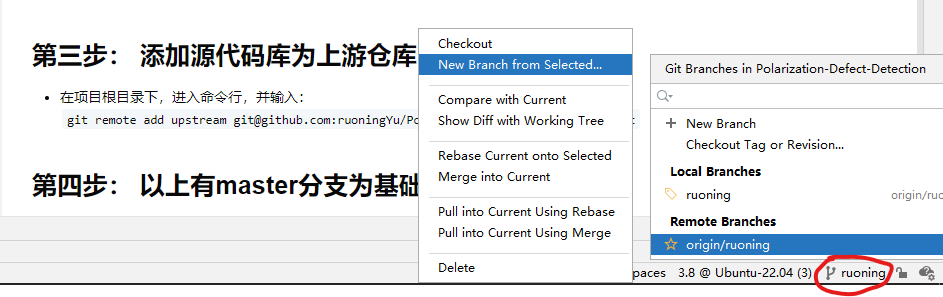 第三步： 添加源代码库为上游仓库
在项目根目录下，进入命令行，并输入：
git remote add upstream git@github.com:ruoningYu/Po
t
第四步： 以上有master分支为基础
Checkout
New Branch from Selected...
Compare with Current
Show Diff with Working Tree
Rebase Current onto Selected
Merge into Current
Pull into Current Using Rebase
Pull into Current Using Merge
Delete
Git Branches in Polarization-Defect-Detection
New Branch
Checkout Tag or Revision...
Local Branches
ruoning origin/ruo
Remote Branches
origin/ruoning
paces 3.8 @ Ubuntu-22.04 (3) ruoning